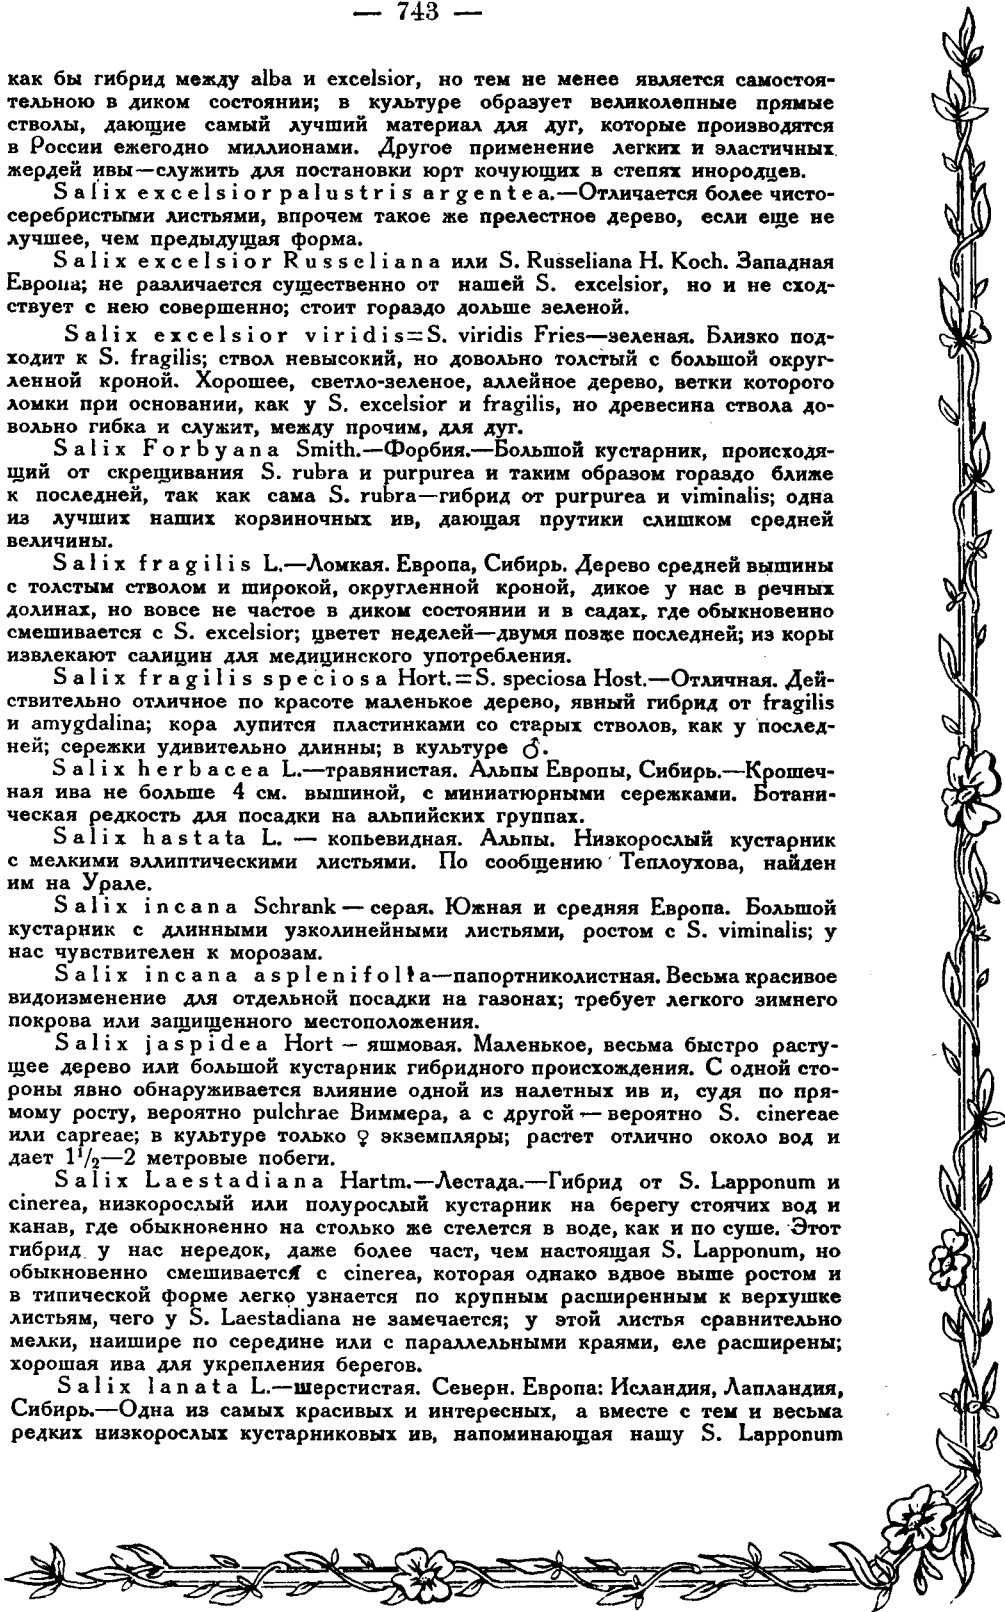 — 743 —
как бы гибрид между alba и excelsior, но тем не менее является самостоя-
тельною в диком состоянии; в культуре образует великолепные прямые
стволы, дающие самый лучший материал для дуг, которые производятся
в России ежегодно миллионами. Другое применение легких и эластичных
жердей ивы—служить для постановки юрт кочующих в степях инородцев.
Salix excelsior palustris argentea.—Отличается более чисто-
серебристыми листьями, впрочем такое же прелестное дерево, если еще не
лучшее, чем предыдущая форма.
Salix excelsior Russeliana или S. Russeliana H. Koch. Западная
Европа; не различается существенно от нашей S. excelsior, но и не сход-
ствует с нею совершенно; стоит гораздо дольше зеленой.
Salix excelsior viridis=S. viridis Fries—зеленая. Близко под-
ходит к S. fragilis; ствол невысокий, но довольно толстый с большой округ-
ленной кроной. Хорошее, светло-зеленое, аллейное дерево, ветки которого
ломки при основании, как у S. excelsior и fragilis, но древесина ствола до-
вольно гибка и служит, между прочим, для дуг.
Salix Forbyana Smith.—Форбия.—Большой кустарник, происходя-
щий от скрещивания S. rubra и purpurea и таким образом гораздо ближе
к последней, так как сама S. rubra—гибрид от purpurea и viminalis; одна
из лучших наших корзиночных ив, дающая прутики слишком средней
величины.
Salix fragilis L.—Ломкая. Европа, Сибирь. Дерево средней вышины
с толстым стволом и широкой, округленной кроной, дикое у нас в речных
долинах, но вовсе не частое в диком состоянии и в садах, где обыкновенно
смешивается с S. excelsior; цветет неделей—двумя позже последней; из коры
извлекают салицин для медицинского употребления.
Salix fragilis speciosa Hort.=S. speciosa Host.—Отличная. Дей-
ствительно отличное по красоте маленькое дерево, явный гибрид от fragilis
и amygdalina; кора лупится пластинками со старых стволов, как у послед-
ней; сережки удивительно длинны; в культуре ♂.
Salix herbacea L.—травянистая. Альпы Европы, Сибирь.—Крошеч-
ная ива не больше 4 см. вышиной, с миниатюрными сережками. Ботани-
ческая редкость для посадки на альпийских группах.
Salix hastata L. — копьевидная. Альпы. Низкорослый кустарник
с мелкими эллиптическими листьями. По сообщению Теплоухова, найден
им на Урале.
Salix incana Schrank — серая. Южная и средняя Европа. Большой
кустарник с длинными узколинейными листьями, ростом с S. viminalis; у
нас чувствителен к морозам.
Salix incana asplenifolia—папортниколистная. Весьма красивое
видоизменение для отдельной посадки на газонах; требует легкого зимнего
покрова или защищенного местоположения.
Salix jaspidea Hort — яшмовая. Маленькое, весьма быстро расту-
щее дерево или большой кустарник гибридного происхождения. С одной сто-
роны явно обнаруживается влияние одной из налетных ив и, судя по пря-
мому росту, вероятно pulchrae Виммера, а с другой — вероятно S. cinereae
или capreae; в культуре только ♀ экземпляры; растет отлично около вод и
дает 1¹/₂—2 метровые побеги.
Salix Laestadiana Hartm.—Лестада.—Гибрид от S. Lapponum и
cinerea, низкорослый или полурослый кустарник на берегу стоячих вод и
канав, где обыкновенно на столько же стелется в воде, как и по суше. Этот
гибрид у нас нередок, даже более част, чем настоящая S. Lapponum, но
обыкновенно смешивается с cinerea, которая однако вдвое выше ростом и
в типической форме легко узнается по крупным расширенным к верхушке
листьям, чего у S. Laestadiana не замечается; у этой листья сравнительно
мелки, наишире по середине или с параллельными краями, еле расширены;
хорошая ива для укрепления берегов.
Salix lanata L.—шерстистая. Северн. Европа: Исландия, Лапландия,
Сибирь.—Одна из самых красивых и интересных, а вместе с тем и весьма
редких низкорослых кустарниковых ив, напоминающая нашу S. Lapponum